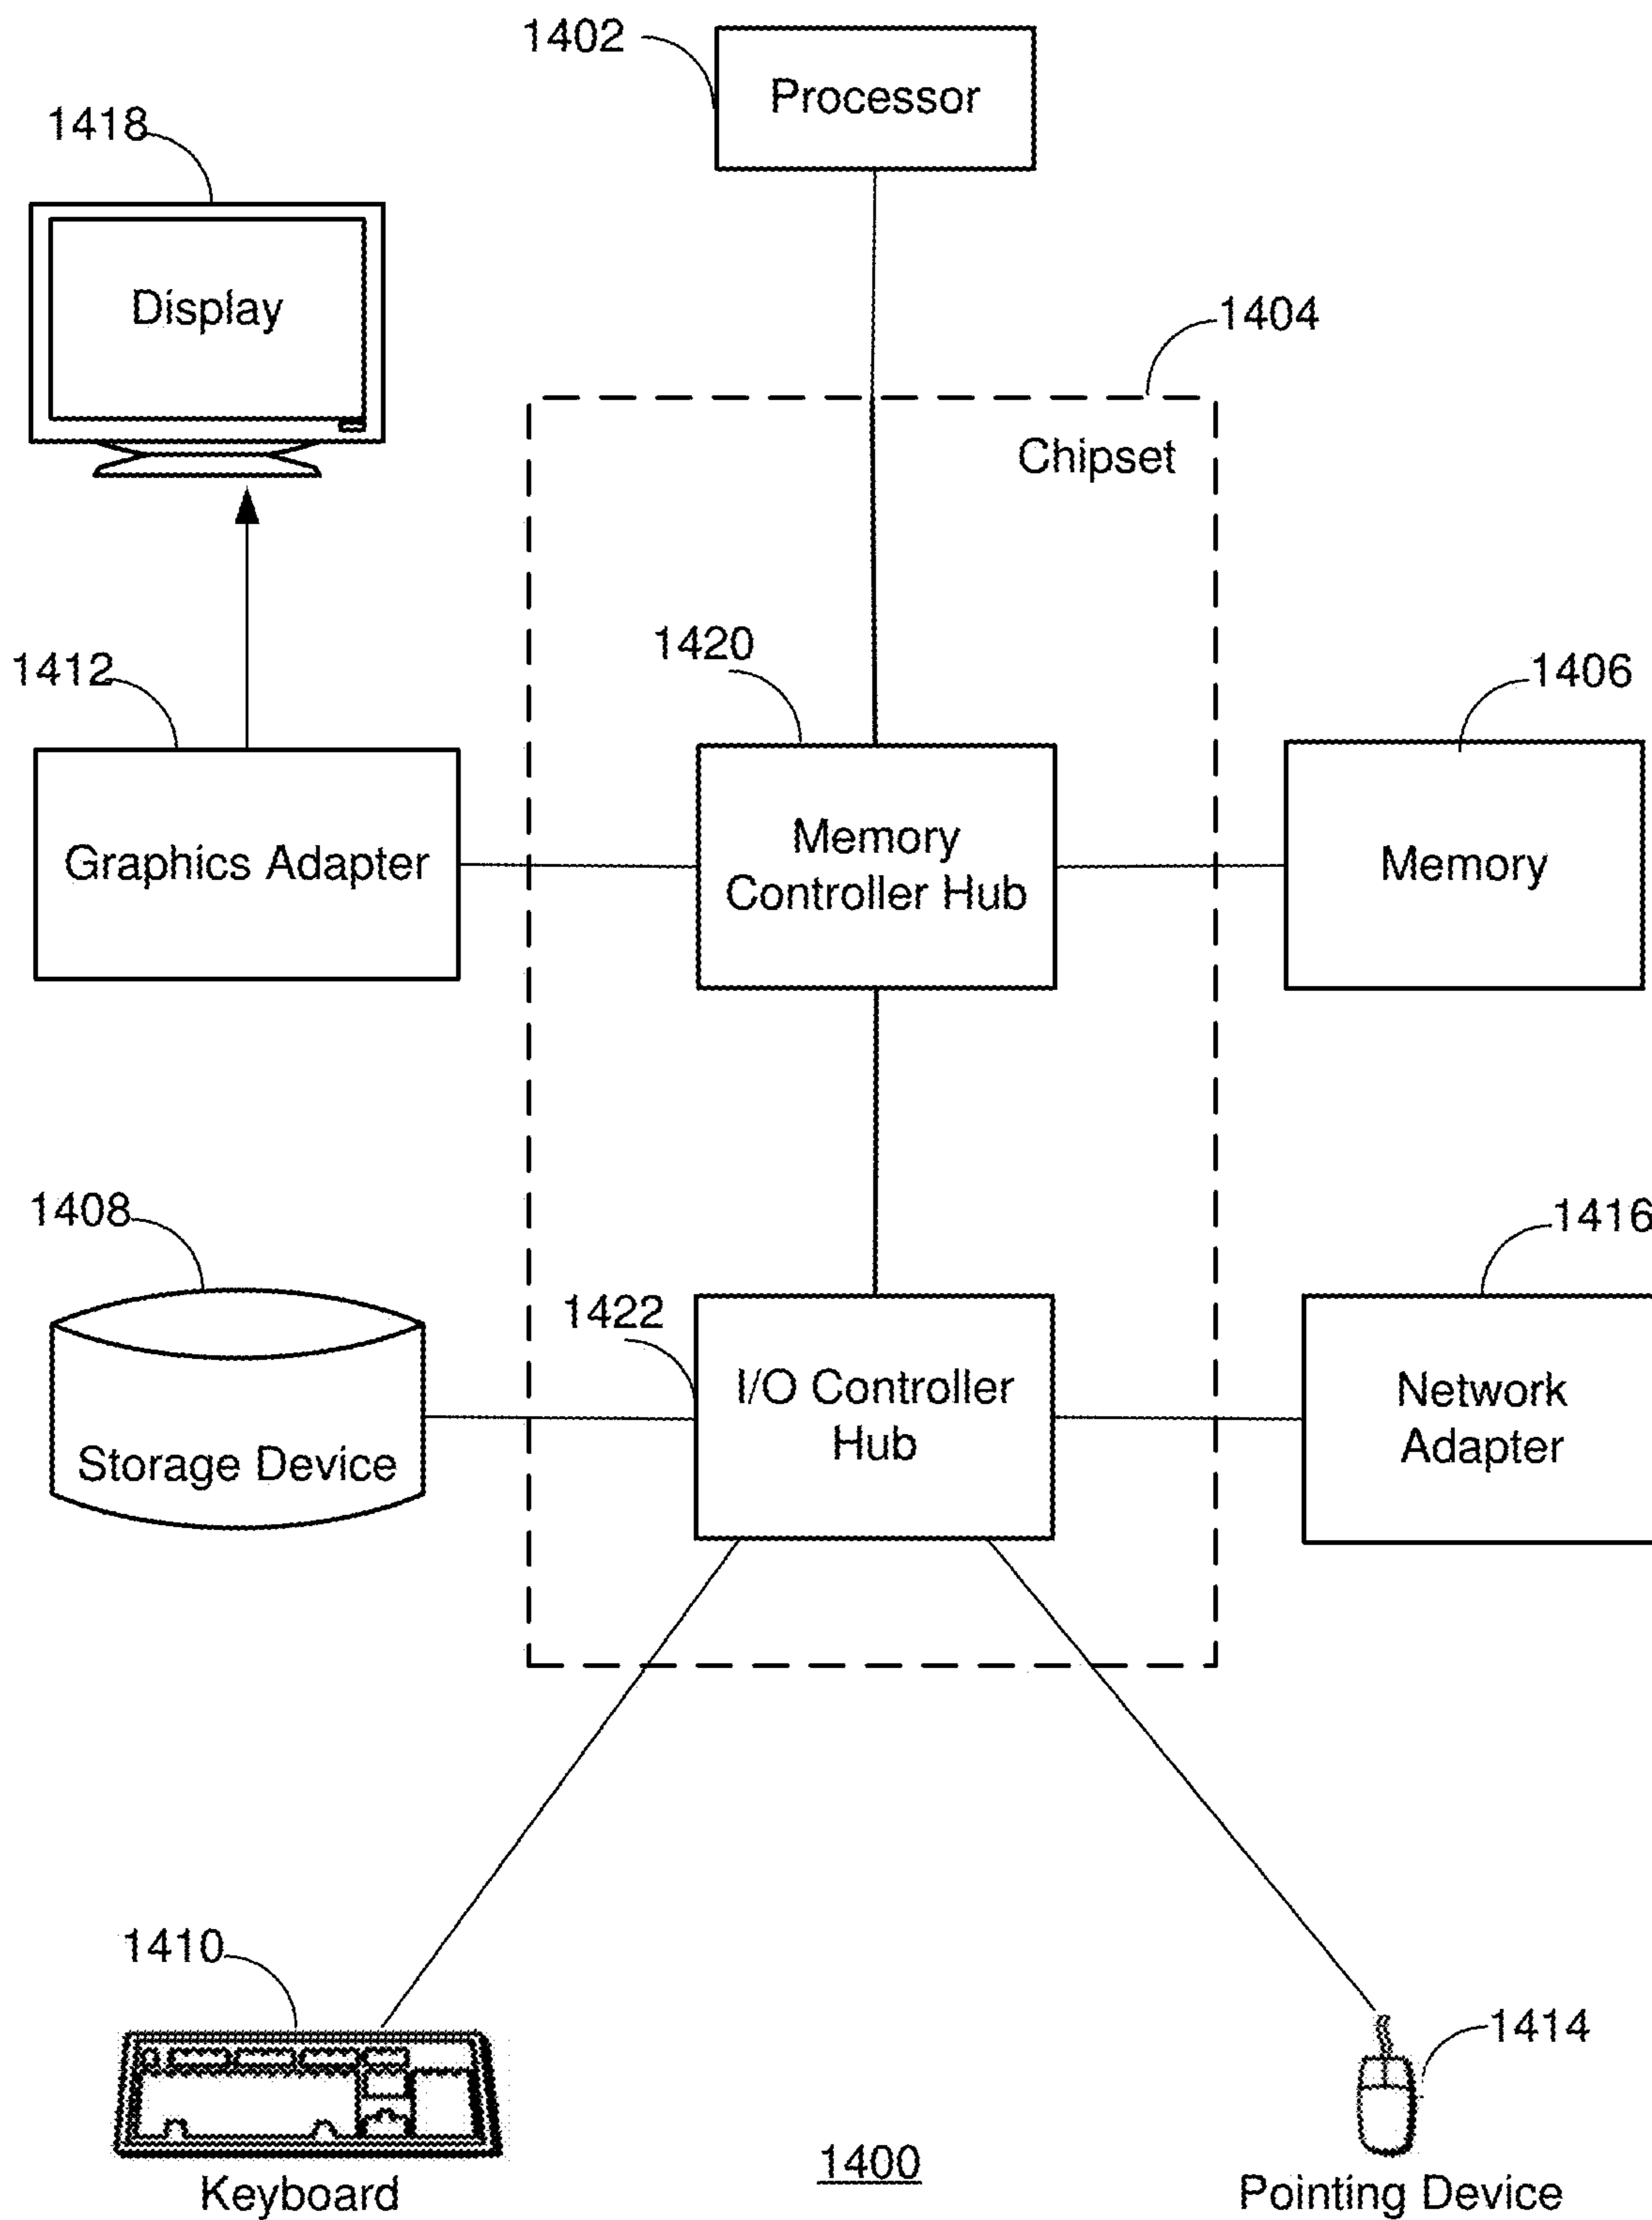 1402
Processor
1418
Display
1404
Chipset
1420
1412
1406
Graphics Adapter
Memory
Controller Hub
Memory
1408
1416
1422
Storage Device
I/O Controller
Hub
Network
Adapter
1410
1414
Keyboard
1400
Pointing Device